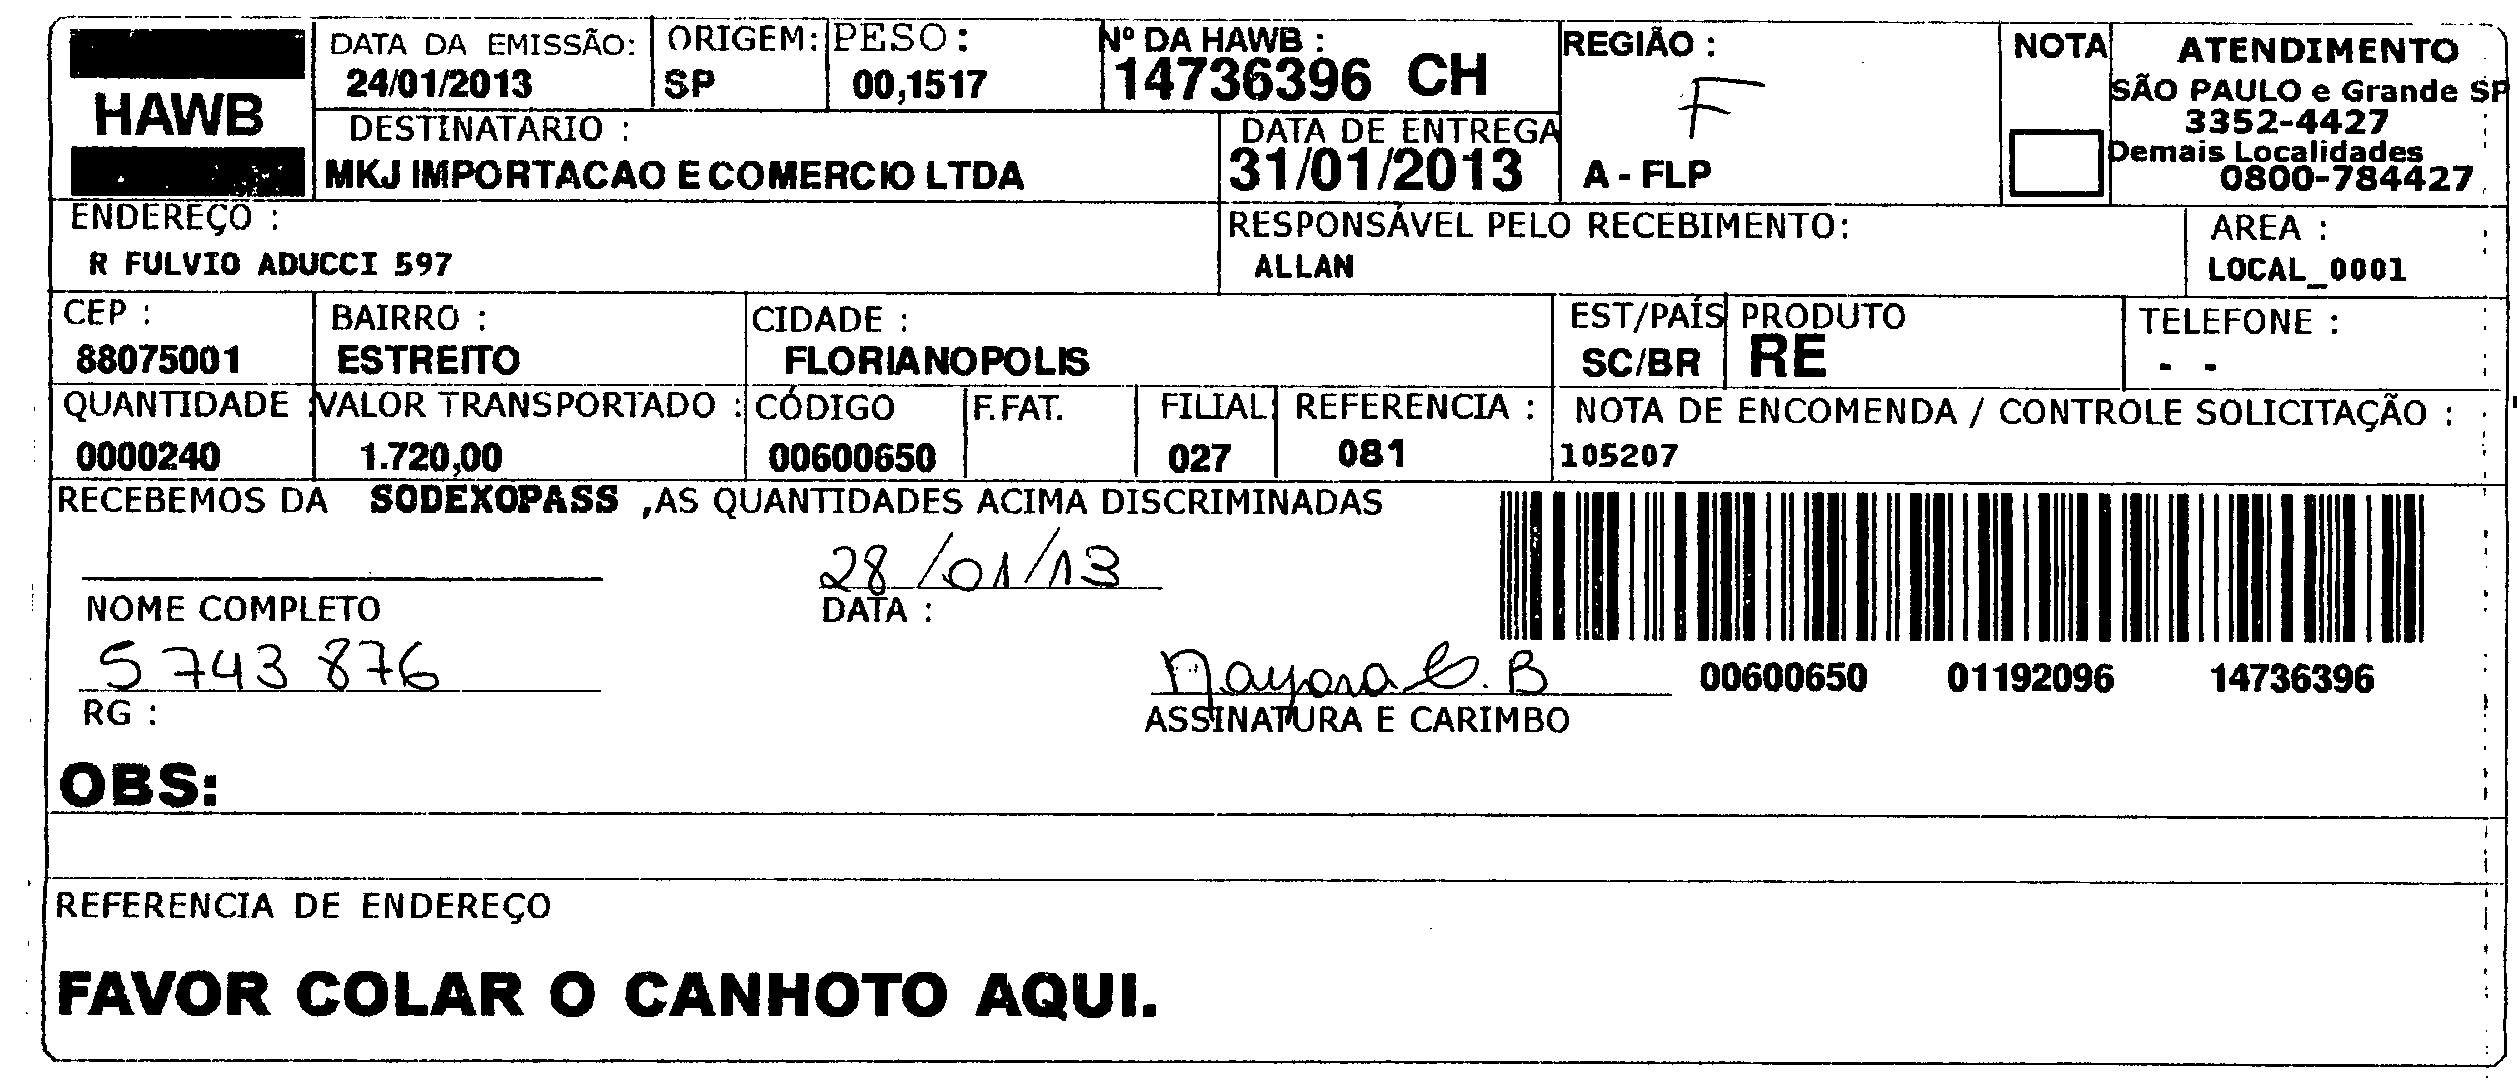 HAWB
DATA DA EMISSÃO:
24/01/2013
ORIGEM:
SP
PESO :
00,1517
Nº DA HAWB :
14736396 CH
REGIÃO :
F
A - FLP
NOTA
ATENDIMENTO
SÃO PAULO e Grande SP
3352-4427
Demais Localidades
0800-784427
DESTINATÁRIO :
MKJ IMPORTACAO E COMERCIO LTDA
DATA DE ENTREGA
31/01/2013
ENDEREÇO :
R FULVIO ADUCCI 597
RESPONSÁVEL PELO RECEBIMENTO:
ALLAN
AREA :
LOCAL_0001
CEP :
88075001
BAIRRO :
ESTREITO
CIDADE :
FLORIANOPOLIS
EST/PAÍS
SC/BR
PRODUTO
RE
TELEFONE :
- -
QUANTIDADE
0000240
VALOR TRANSPORTADO :
1.720,00
CÓDIGO
00600650
F.FAT.
FILIAL
027
REFERENCIA :
081
NOTA DE ENCOMENDA / CONTROLE SOLICITAÇÃO :
105207
RECEBEMOS DA SODEXOPASS ,AS QUANTIDADES ACIMA DISCRIMINADAS
28/01/13
NOME COMPLETO
DATA :
5743876
Mayara C. B
00600650 01192096 14736396
RG :
ASSINATURA E CARIMBO
OBS:
REFERENCIA DE ENDEREÇO
FAVOR COLAR O CANHOTO AQUI.